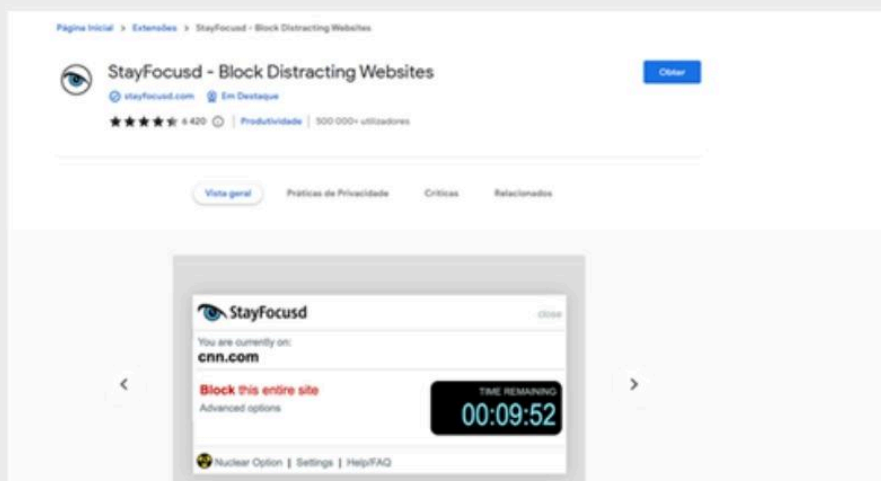 Página Inicial > Extensões > StayFocusd - Block Distracting Websites
StayFocusd - Block Distracting Websites
Obter
stayfocusd.com Em Destaque
6 420 | Produtividade | 500 000+ utilizadores
Vista geral Práticas de Privacidade Críticas Relacionados
StayFocusd
close
You are currently on:
cnn.com
Block this entire site
Advanced options
TIME REMAINING
00:09:52
Nuclear Option | Settings | Help/FAQ